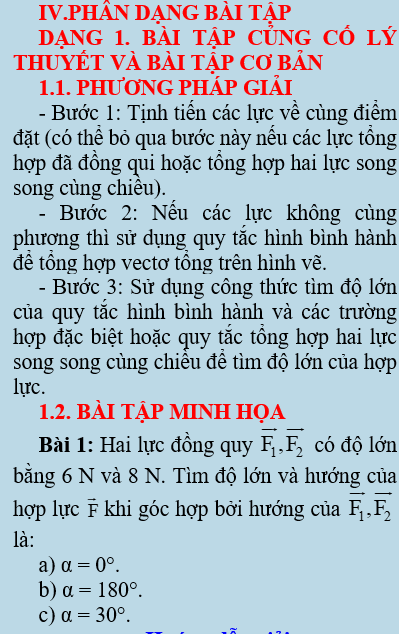 IV.PHÂN DẠNG BÀI TẬP
DẠNG 1. BÀI TẬP CỦNG CỐ LÝ
THUYẾT VÀ BÀI TẬP CƠ BẢN
1.1. PHƯƠNG PHÁP GIẢI
- Bước 1: Tịnh tiến các lực về cùng điểm
đặt (có thể bỏ qua bước này nếu các lực tổng
hợp đã đồng qui hoặc tổng hợp hai lực song
song cùng chiều).
- Bước 2: Nếu các lực không cùng
phương thì sử dụng quy tắc hình bình hành
để tổng hợp vectơ tổng trên hình vẽ.
- Bước 3: Sử dụng công thức tìm độ lớn
của quy tắc hình bình hành và các trường
hợp đặc biệt hoặc quy tắc tổng hợp hai lực
song song cùng chiều để tìm độ lớn của hợp
lực.
1.2. BÀI TẬP MINH HỌA
Bài 1: Hai lực đồng quy $\overrightarrow{F_1},\overrightarrow{F_2}$ có độ lớn
bằng 6 N và 8 N. Tìm độ lớn và hướng của
hợp lực $\vec{F}$ khi góc hợp bởi hướng của $\overrightarrow{F_1},\overrightarrow{F_2}$
là:
a) α = 0°.
b) α = 180°.
c) α = 30°.